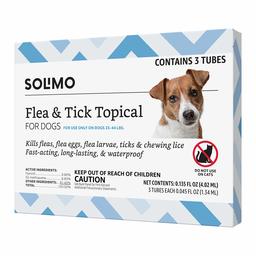 CONTAINS 3 TUBES
SOLIMO
Flea & Tick Topical
FOR DOGS
FOR USE ONLY ON DOGS 23-44 LBS.
Kills fleas, flea eggs, flea larvae, ticks & chewing lice
Fast-acting, long-lasting, & waterproof
DO NOT USE
ON CATS
ACTIVE INGREDIENTS:
OTHER INGREDIENTS
KEEP OUT OF REACH OF CHILDREN
CAUTION
NET CONTENTS: 0.135 FL OZ (4.02 ML)
3 TUBES EACH 0.045 FL OZ (1.34 ML)